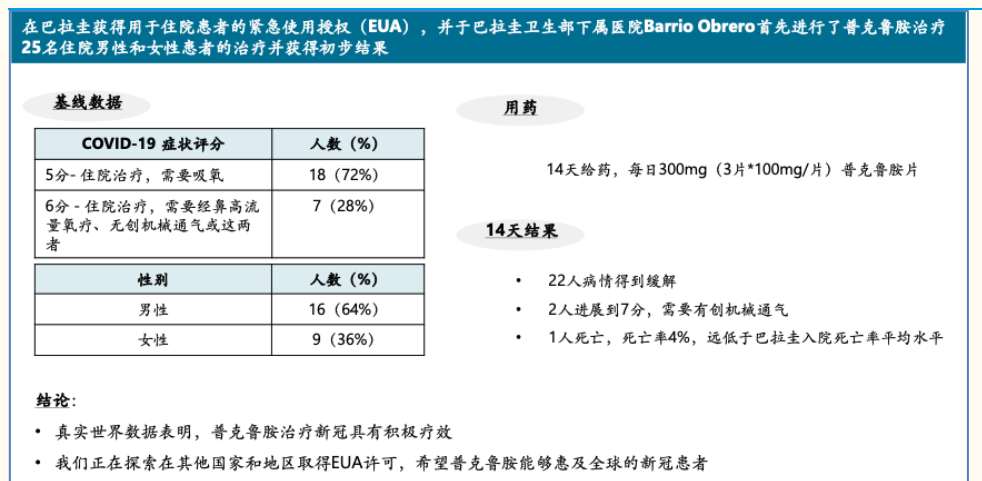 在巴拉圭获得用于住院患者的紧急使用授权（EUA），并于巴拉圭卫生部下属医院Barrio Obrero首先进行了普克鲁胺治疗
25名住院男性和女性患者的治疗并获得初步结果
基线数据
COVID-19 症状评分 人数（%）
5分- 住院治疗，需要吸氧 18（72%）
6分 - 住院治疗，需要经鼻高流 7（28%）
量氧疗、无创机械通气或这两
者
性别 人数（%）
男性 16（64%）
女性 9（36%）
用药
14天给药，每日300mg（3片*100mg/片）普克鲁胺片
14天结果
• 22人病情得到缓解
• 2人进展到7分，需要有创机械通气
• 1人死亡，死亡率4%，远低于巴拉圭入院死亡率平均水平
结论：
• 真实世界数据表明，普克鲁胺治疗新冠具有积极疗效
• 我们正在探索在其他国家和地区取得EUA许可，希望普克鲁胺能够惠及全球的新冠患者